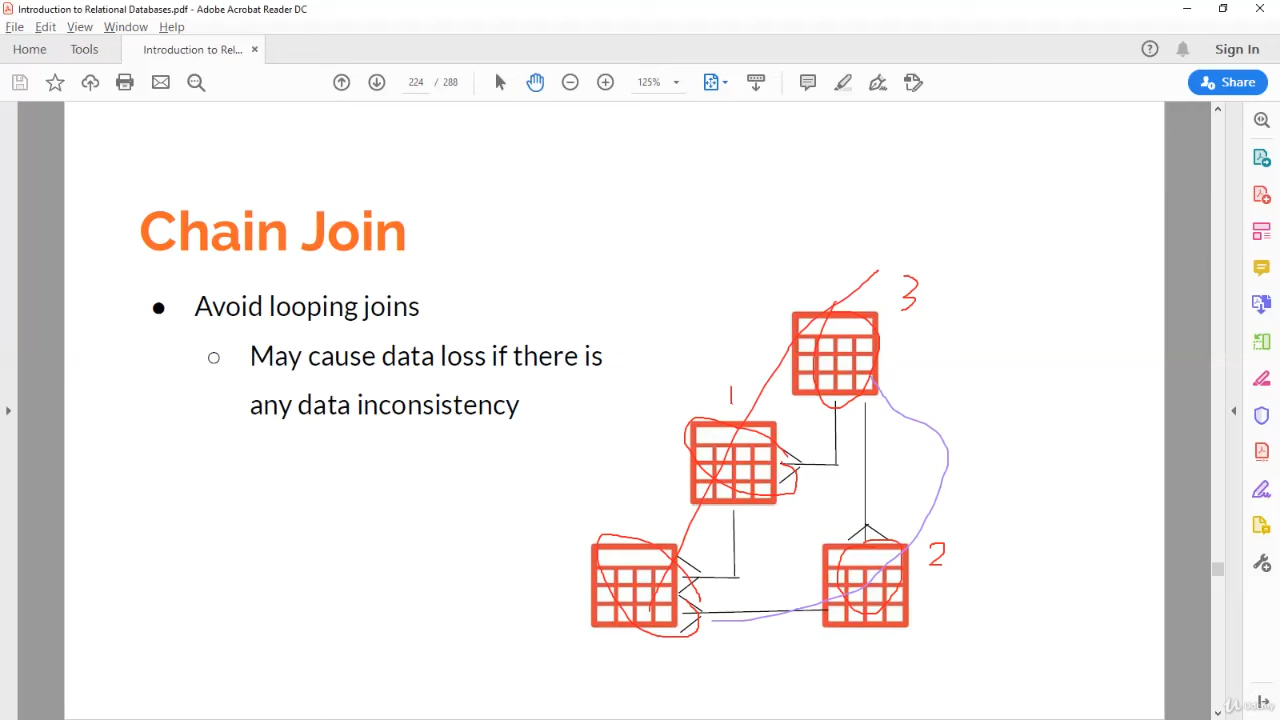 Introduction to Relational Databases.pdf - Adobe Acrobat Reader DC
File Edit View Window Help
Home Tools Introduction to Rel... × Sign In
224 / 288 125% Share
Chain Join
● Avoid looping joins
○ May cause data loss if there is
any data inconsistency
3
1
2
Udemy